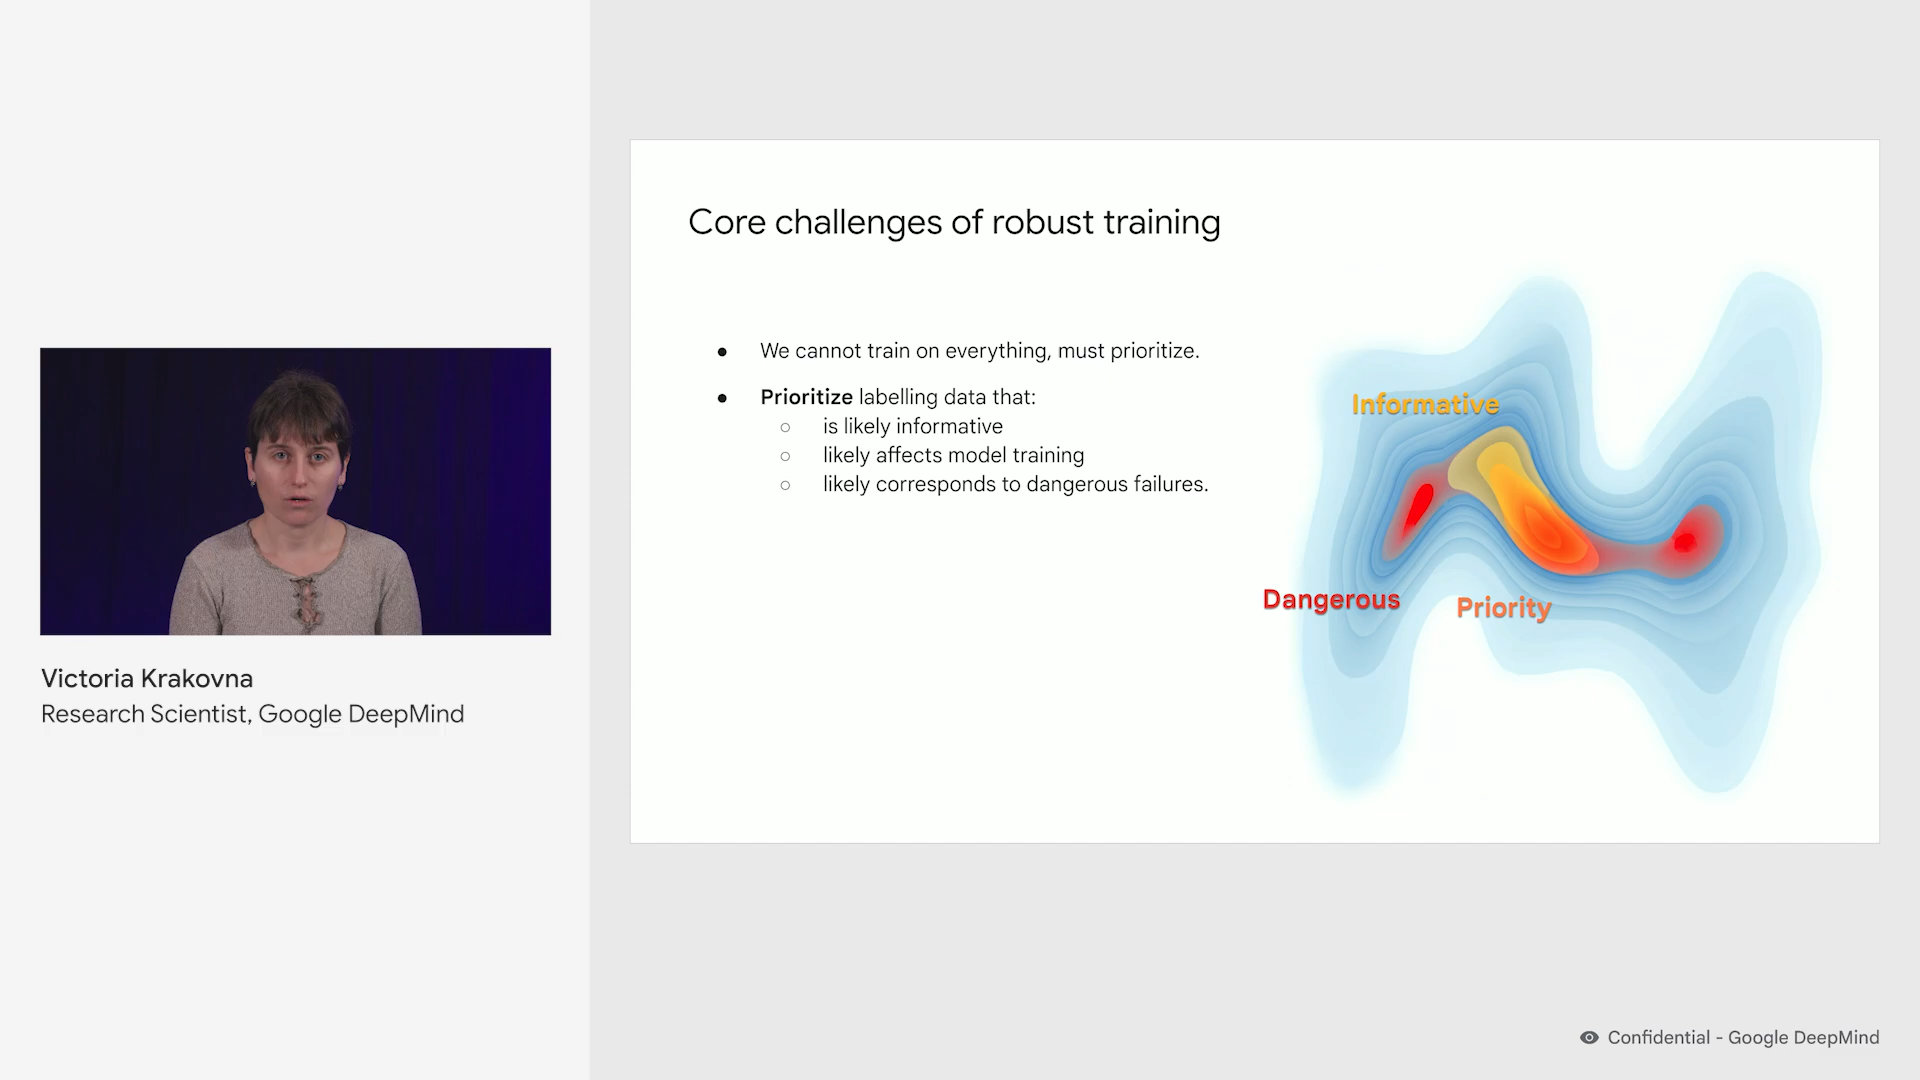 Core challenges of robust training
● We cannot train on everything, must prioritize.
● Prioritize labelling data that:
○ is likely informative
○ likely affects model training
○ likely corresponds to dangerous failures.
Informative
Dangerous
Priority
Victoria Krakovna
Research Scientist, Google DeepMind
Confidential - Google DeepMind